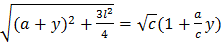 √((a + y)² + 3l²/4) = √c(1 + a/c y)